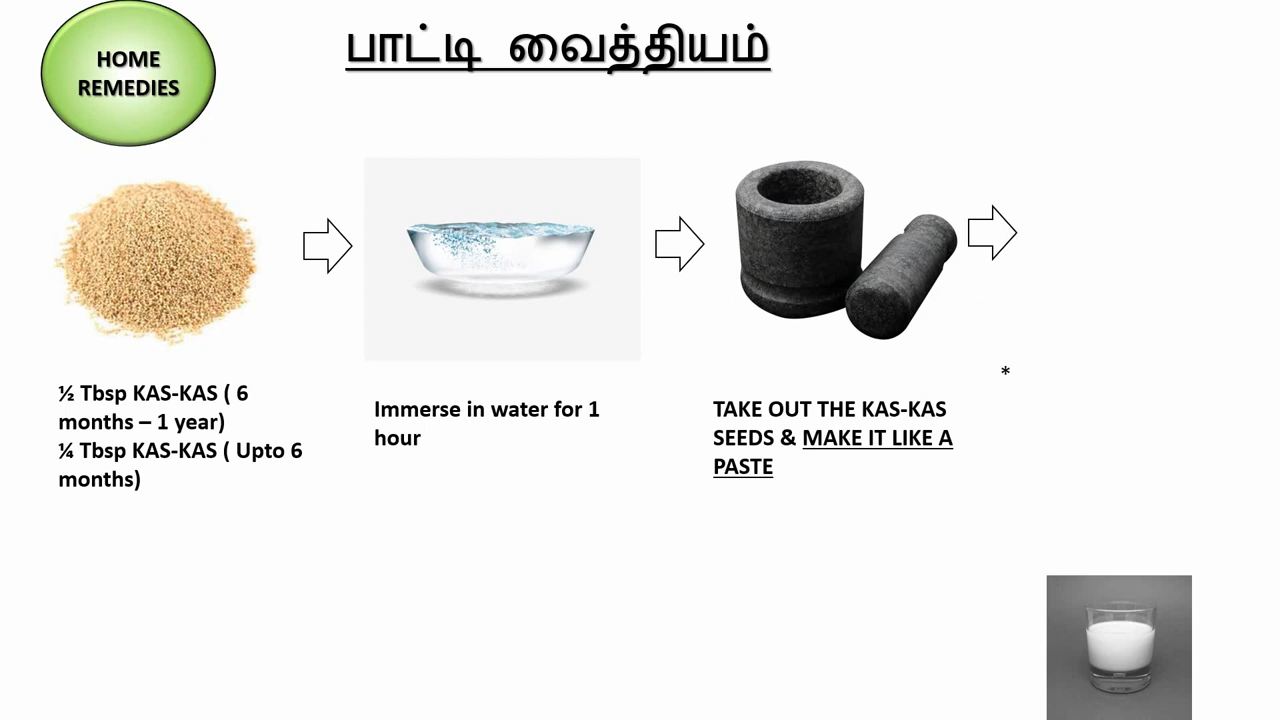 HOME
REMEDIES
பாட்டி வைத்தியம்
½ Tbsp KAS-KAS ( 6
months – 1 year)
¼ Tbsp KAS-KAS ( Upto 6
months)
Immerse in water for 1
hour
*
TAKE OUT THE KAS-KAS
SEEDS & MAKE IT LIKE A
PASTE